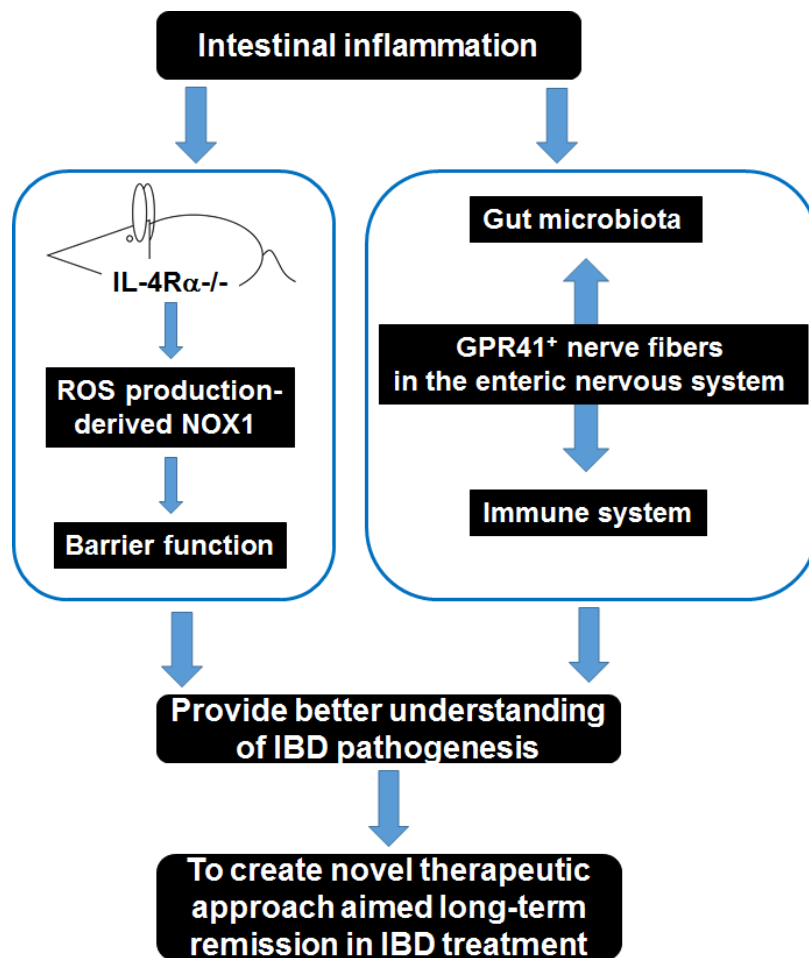 Intestinal inflammation
IL-4Rα-/-
ROS production-
derived NOX1
Barrier function
Gut microbiota
GPR41⁺ nerve fibers
in the enteric nervous system
Immune system
Provide better understanding
of IBD pathogenesis
To create novel therapeutic
approach aimed long-term
remission in IBD treatment